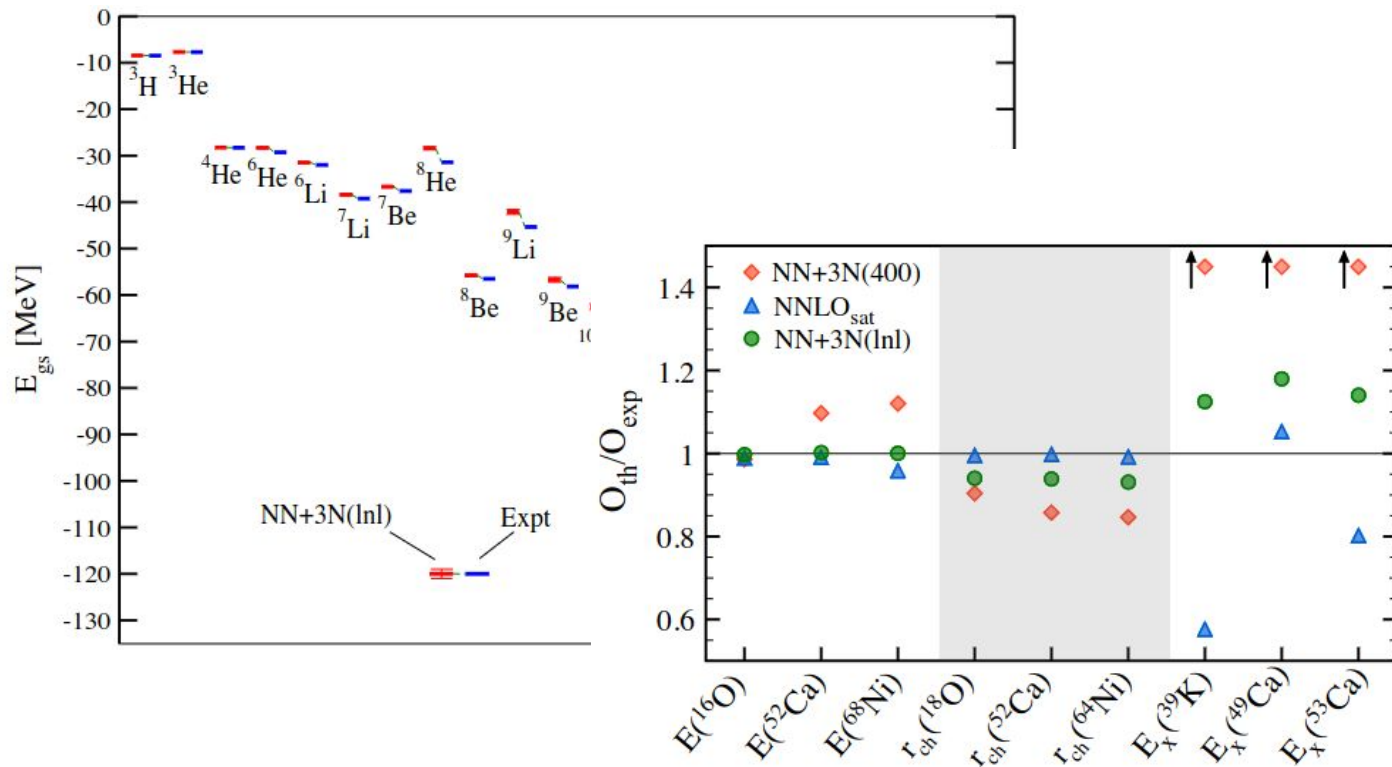 0
-10
-20
-30
-40
-50
-60
-70
-80
-90
-100
-110
-120
-130
E_gs [MeV]
³H
³He
⁴He
⁶He
⁶Li
⁷Li
⁷Be
⁸He
⁸Be
⁹Li
⁹Be
10
NN+3N(lnl)
Expt
NN+3N(400)
NNLO_sat
NN+3N(lnl)
1.4
1.2
1
0.8
0.6
O_th/O_exp
E(¹⁶O)
E(⁵²Ca)
E(⁶⁸Ni)
r_ch(¹⁸O)
r_ch(⁵²Ca)
r_ch(⁶⁴Ni)
E_x(³⁹K)
E_x(⁴⁹Ca)
E_x(⁵³Ca)